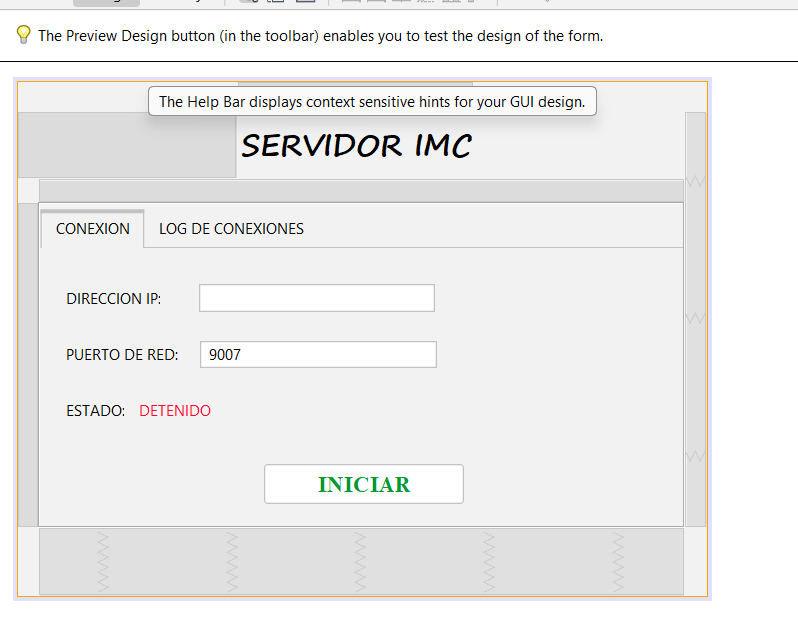 The Preview Design button (in the toolbar) enables you to test the design of the form.
The Help Bar displays context sensitive hints for your GUI design.
SERVIDOR IMC
CONEXION LOG DE CONEXIONES
DIRECCION IP:
PUERTO DE RED: 9007
ESTADO: DETENIDO
INICIAR